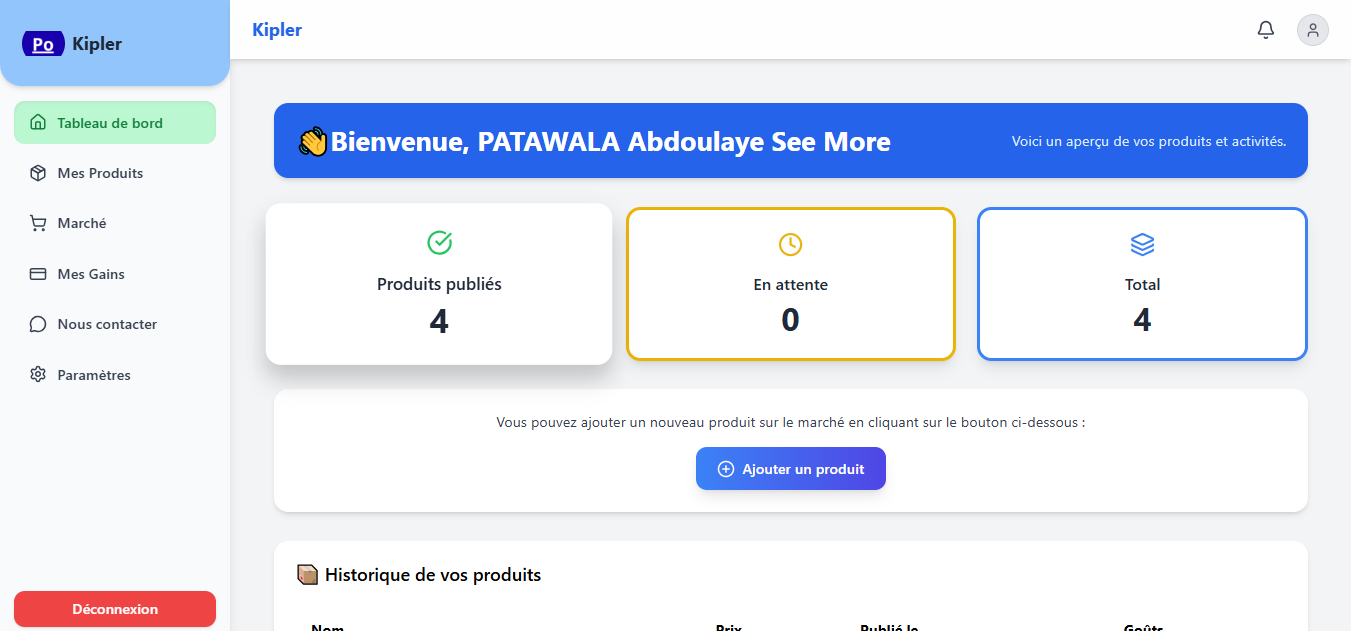 Po Kipler
Kipler
Tableau de bord
Mes Produits
Marché
Mes Gains
Nous contacter
Paramètres
Déconnexion
Bienvenue, PATAWALA Abdoulaye See More
Voici un aperçu de vos produits et activités.
Produits publiés
4
En attente
0
Total
4
Vous pouvez ajouter un nouveau produit sur le marché en cliquant sur le bouton ci-dessous :
Ajouter un produit
Historique de vos produits
Nom Prix Publié le Goûts